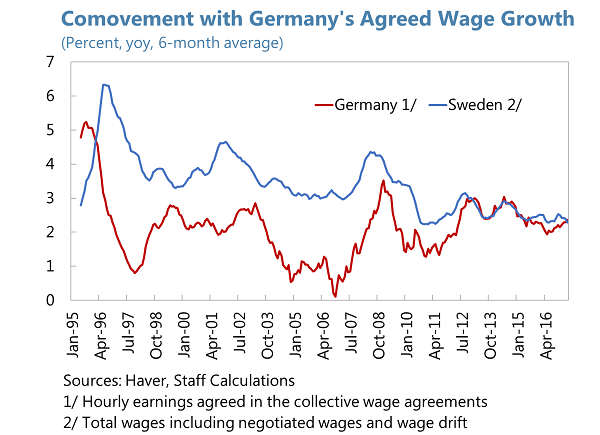 Comovement with Germany's Agreed Wage Growth
(Percent, yoy, 6-month average)
7
6
5
4
3
2
1
0
Germany 1/
Sweden 2/
Jan-95
Apr-96
Jul-97
Oct-98
Jan-00
Apr-01
Jul-02
Oct-03
Jan-05
Apr-06
Jul-07
Oct-08
Jan-10
Apr-11
Jul-12
Oct-13
Jan-15
Apr-16
Sources: Haver, Staff Calculations
1/ Hourly earnings agreed in the collective wage agreements
2/ Total wages including negotiated wages and wage drift